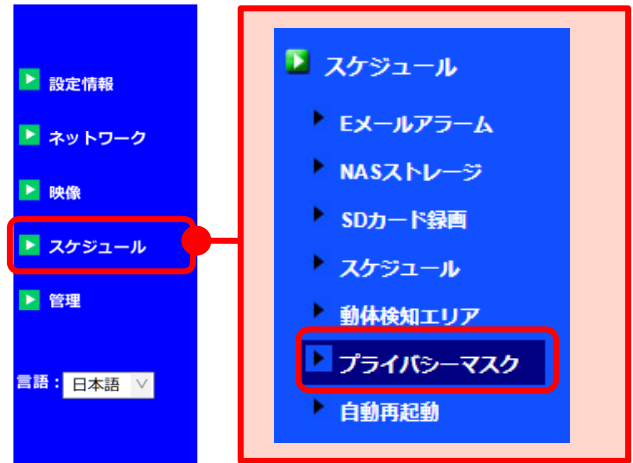 設定情報
ネットワーク
映像
スケジュール
管理
言語：日本語
スケジュール
Eメールアラーム
NASストレージ
SDカード録画
スケジュール
動体検知エリア
プライバシーマスク
自動再起動